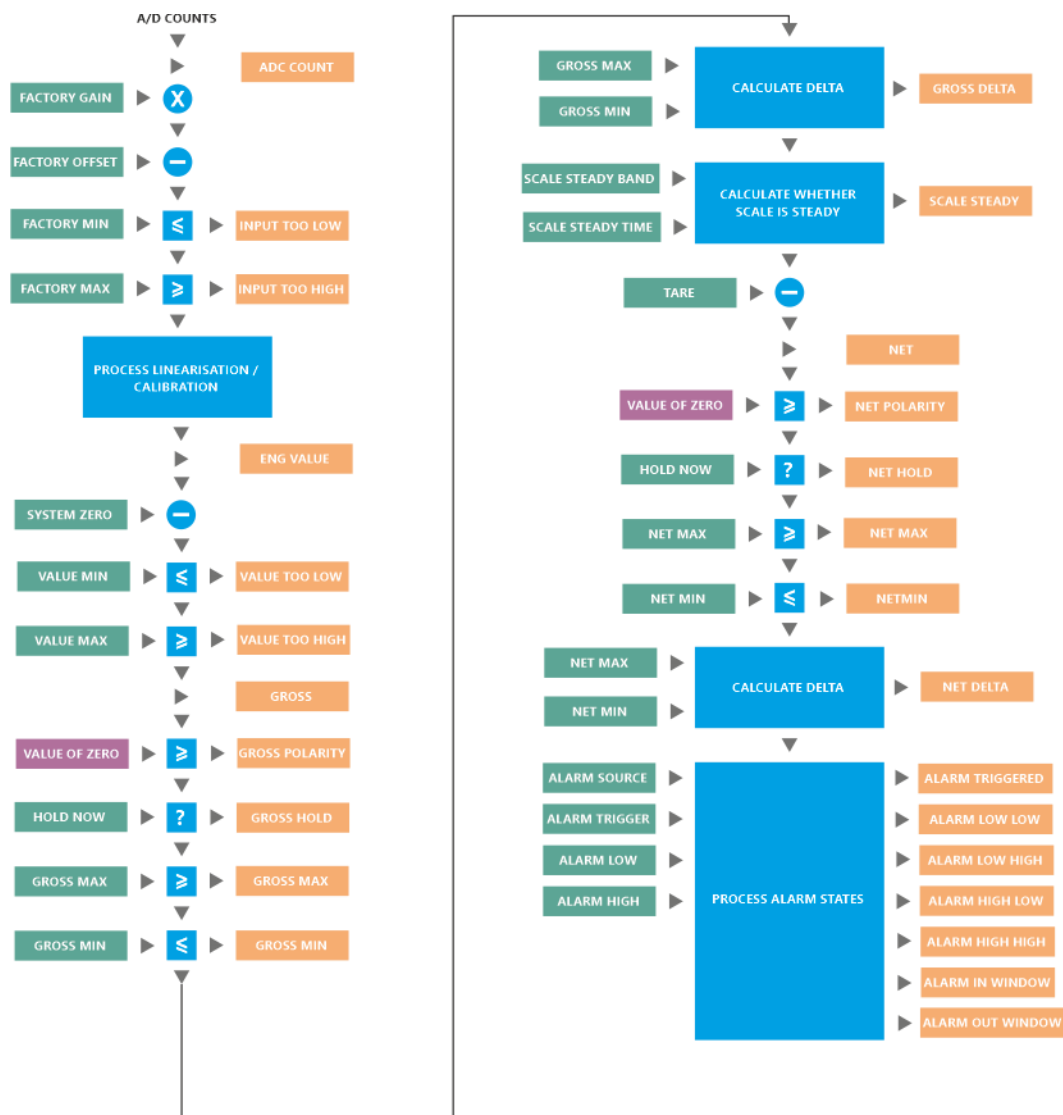 A/D COUNTS
ADC COUNT
FACTORY GAIN
X
FACTORY OFFSET
−
FACTORY MIN
≤
INPUT TOO LOW
FACTORY MAX
≥
INPUT TOO HIGH
PROCESS LINEARISATION /
CALIBRATION
ENG VALUE
SYSTEM ZERO
−
VALUE MIN
≤
VALUE TOO LOW
VALUE MAX
≥
VALUE TOO HIGH
GROSS
VALUE OF ZERO
≥
GROSS POLARITY
HOLD NOW
?
GROSS HOLD
GROSS MAX
≥
GROSS MAX
GROSS MIN
≤
GROSS MIN
GROSS MAX
GROSS MIN
CALCULATE DELTA
GROSS DELTA
SCALE STEADY BAND
SCALE STEADY TIME
CALCULATE WHETHER
SCALE IS STEADY
SCALE STEADY
TARE
−
NET
VALUE OF ZERO
≥
NET POLARITY
HOLD NOW
?
NET HOLD
NET MAX
≥
NET MAX
NET MIN
≤
NETMIN
NET MAX
NET MIN
CALCULATE DELTA
NET DELTA
ALARM SOURCE
ALARM TRIGGER
ALARM LOW
ALARM HIGH
PROCESS ALARM STATES
ALARM TRIGGERED
ALARM LOW LOW
ALARM LOW HIGH
ALARM HIGH LOW
ALARM HIGH HIGH
ALARM IN WINDOW
ALARM OUT WINDOW